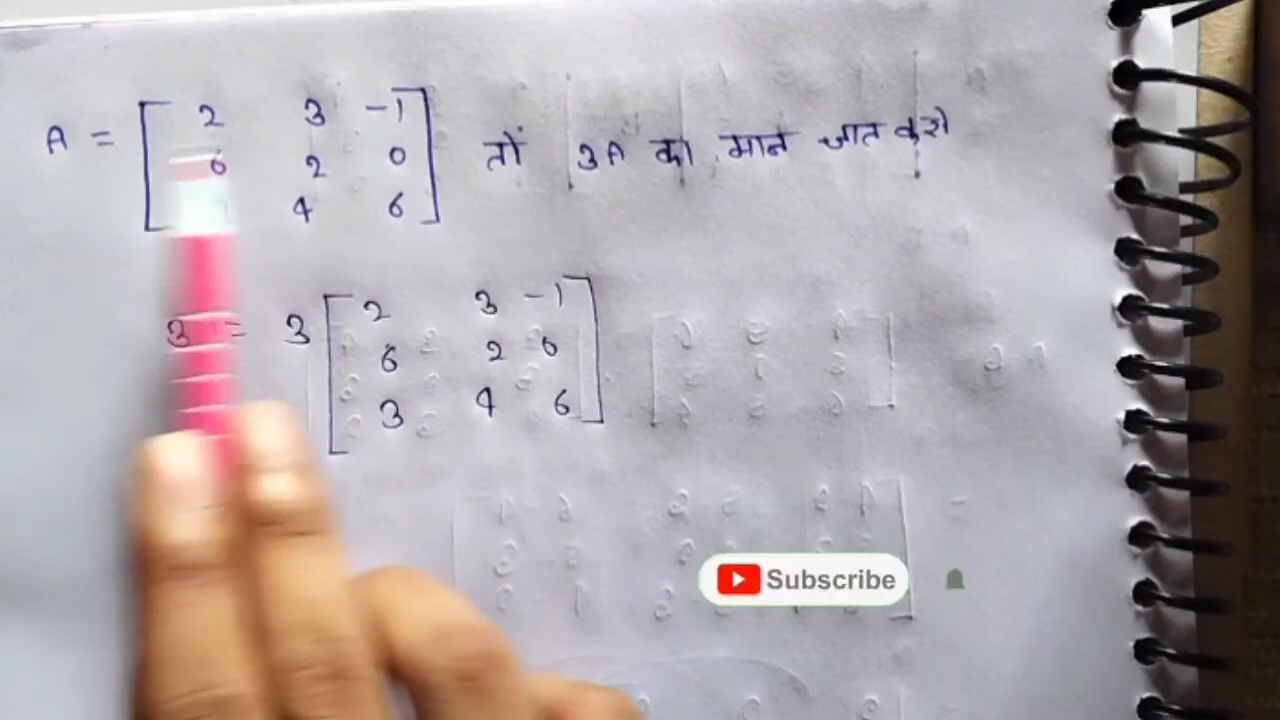 A = [ 2 3 -1 तो 3A का मान ज्ञात करो
6 2 0
4 6 ]
3 = 3 [ 2 3 -1
6 2 0
3 4 6 ]
Subscribe